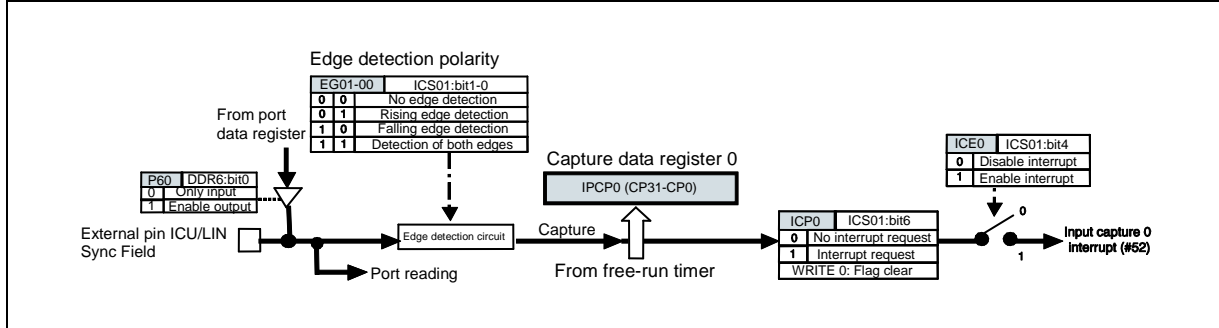 Edge detection polarity
EG01-00 ICS01:bit1-0
0 0 No edge detection
0 1 Rising edge detection
1 0 Falling edge detection
1 1 Detection of both edges
From port
data register
P60 DDR6:bit0
0 Only input
1 Enable output
External pin ICU/LIN
Sync Field
Port reading
Edge detection circuit
Capture
Capture data register 0
IPCP0 (CP31-CP0)
From free-run timer
ICP0 ICS01:bit6
0 No interrupt request
1 Interrupt request
WRITE 0: Flag clear
ICE0 ICS01:bit4
0 Disable interrupt
1 Enable interrupt
0
1
Input capture 0
interrupt (#52)